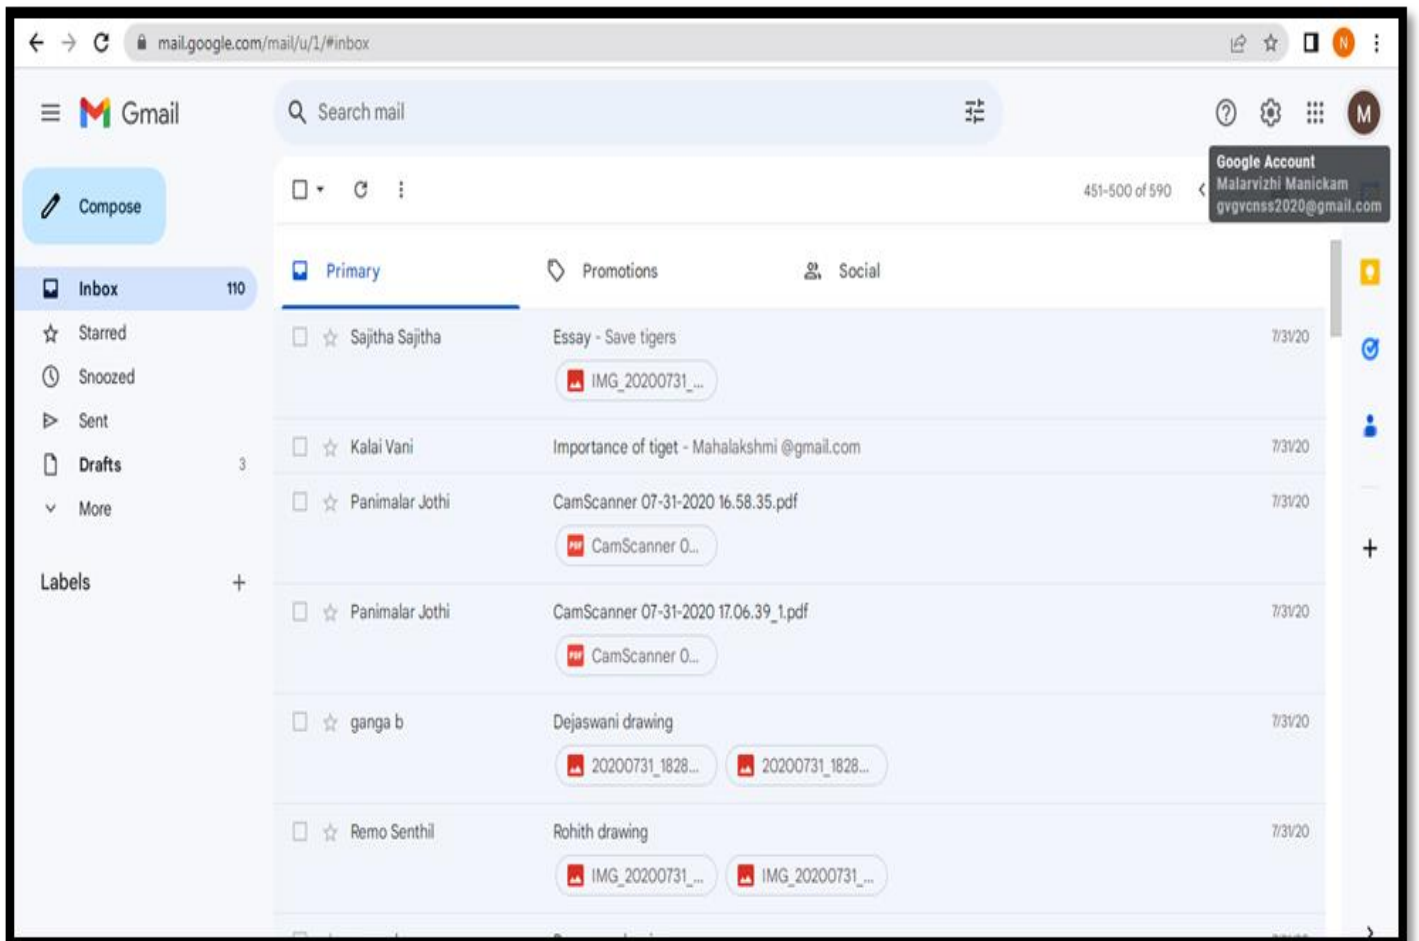 mail.google.com/mail/u/1/#inbox
N
Gmail
Search mail
M
Google Account
Malarvizhi Manickam
gvgvcnss2020@gmail.com
Compose
451-500 of 590
Inbox 110
Starred
Snoozed
Sent
Drafts 3
More
Labels
Primary Promotions Social
Sajitha Sajitha Essay - Save tigers 7/31/20
IMG_20200731_...
Kalai Vani Importance of tiget - Mahalakshmi @gmail.com 7/31/20
Panimalar Jothi CamScanner 07-31-2020 16.58.35.pdf 7/31/20
PDF CamScanner 0...
Panimalar Jothi CamScanner 07-31-2020 17.06.39_1.pdf 7/31/20
PDF CamScanner 0...
ganga b Dejaswani drawing 7/31/20
20200731_1828... 20200731_1828...
Remo Senthil Rohith drawing 7/31/20
IMG_20200731_... IMG_20200731_...